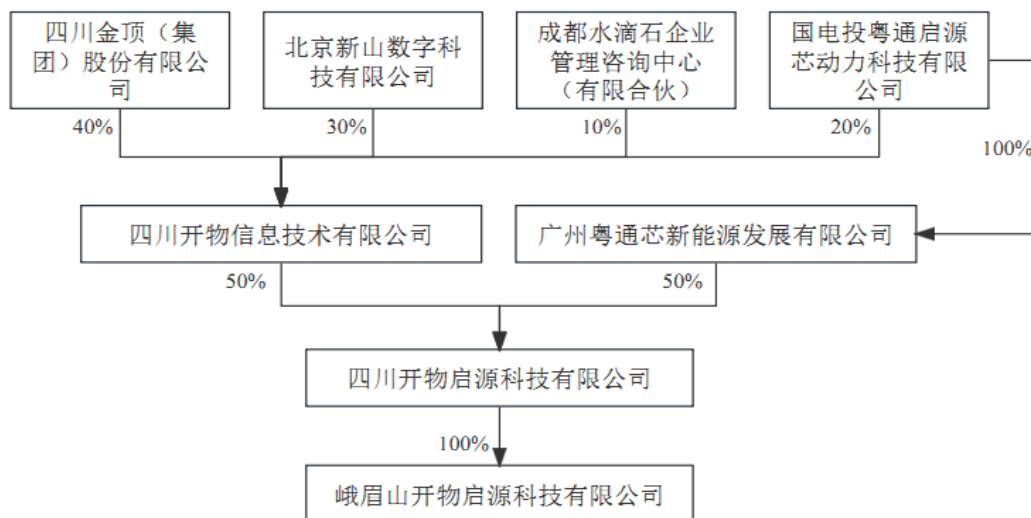 四川金顶（集
团）股份有限公
司
北京新山数字科
技有限公司
成都水滴石企业
管理咨询中心
（有限合伙）
国电投粤通启源
芯动力科技有限
公司
40%
30%
10%
20%
100%
四川开物信息技术有限公司
广州粤通芯新能源发展有限公司
50%
50%
四川开物启源科技有限公司
100%
峨眉山开物启源科技有限公司